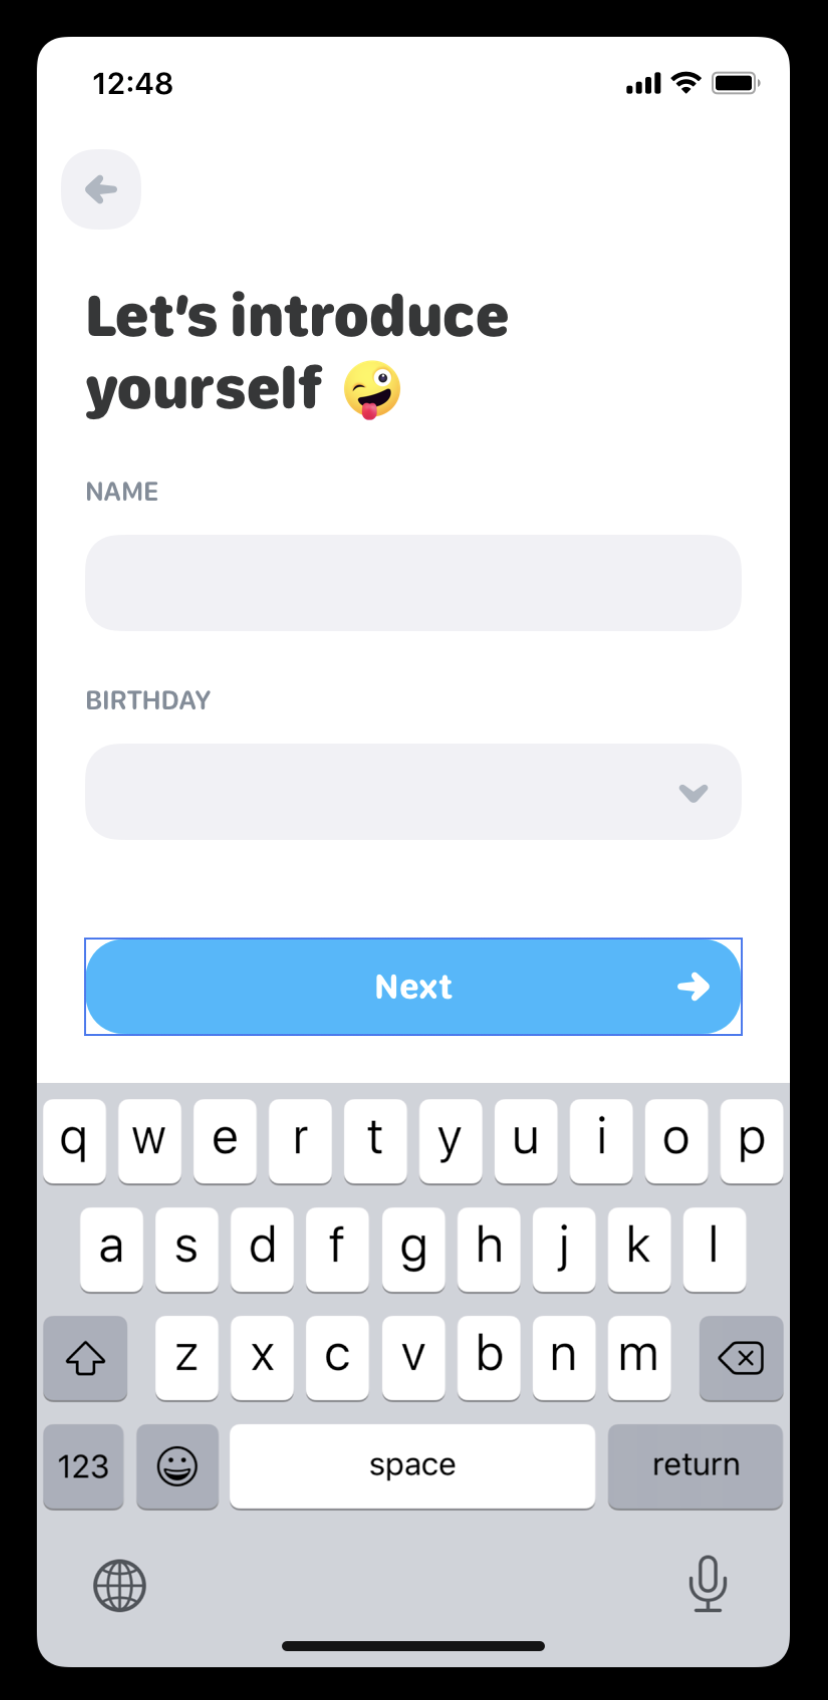 12:48
Let's introduce
yourself 🤪
NAME
BIRTHDAY
Next
q w e r t y u i o p
a s d f g h j k l
z x c v b n m
123 space return